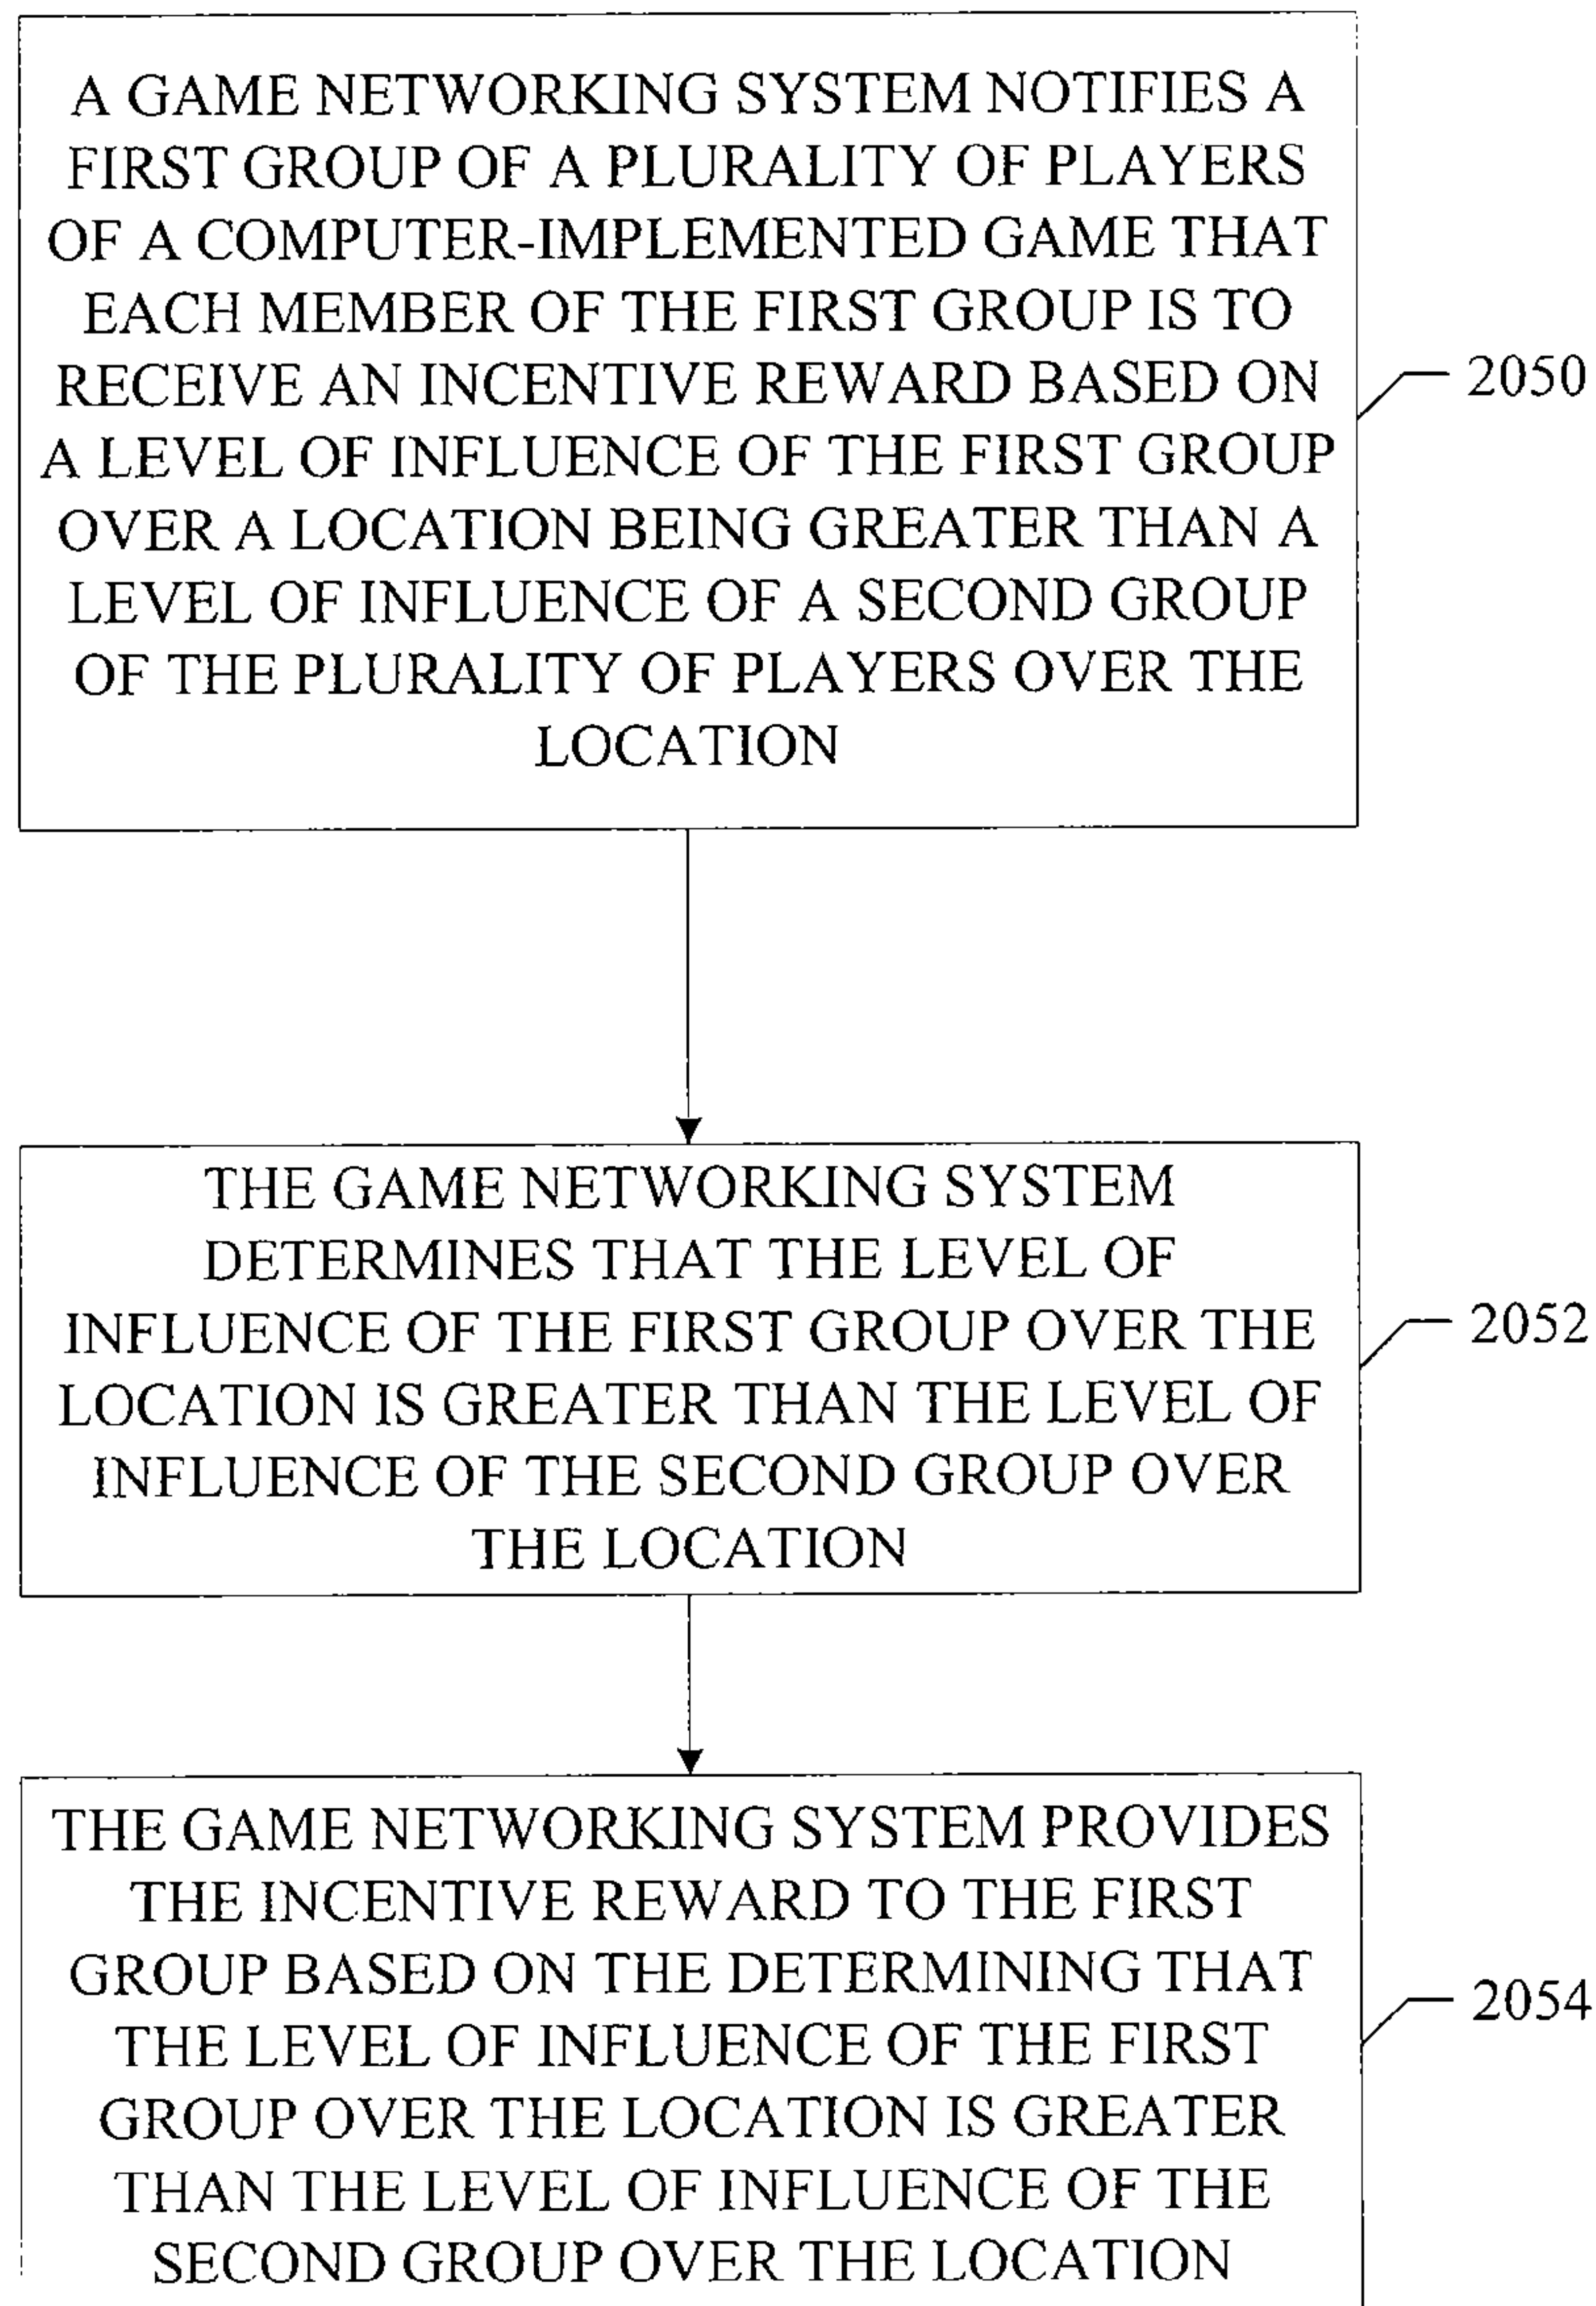 A GAME NETWORKING SYSTEM NOTIFIES A
FIRST GROUP OF A PLURALITY OF PLAYERS
OF A COMPUTER-IMPLEMENTED GAME THAT
EACH MEMBER OF THE FIRST GROUP IS TO
RECEIVE AN INCENTIVE REWARD BASED ON
A LEVEL OF INFLUENCE OF THE FIRST GROUP
OVER A LOCATION BEING GREATER THAN A
LEVEL OF INFLUENCE OF A SECOND GROUP
OF THE PLURALITY OF PLAYERS OVER THE
LOCATION
2050
THE GAME NETWORKING SYSTEM
DETERMINES THAT THE LEVEL OF
INFLUENCE OF THE FIRST GROUP OVER THE
LOCATION IS GREATER THAN THE LEVEL OF
INFLUENCE OF THE SECOND GROUP OVER
THE LOCATION
2052
THE GAME NETWORKING SYSTEM PROVIDES
THE INCENTIVE REWARD TO THE FIRST
GROUP BASED ON THE DETERMINING THAT
THE LEVEL OF INFLUENCE OF THE FIRST
GROUP OVER THE LOCATION IS GREATER
THAN THE LEVEL OF INFLUENCE OF THE
SECOND GROUP OVER THE LOCATION
2054